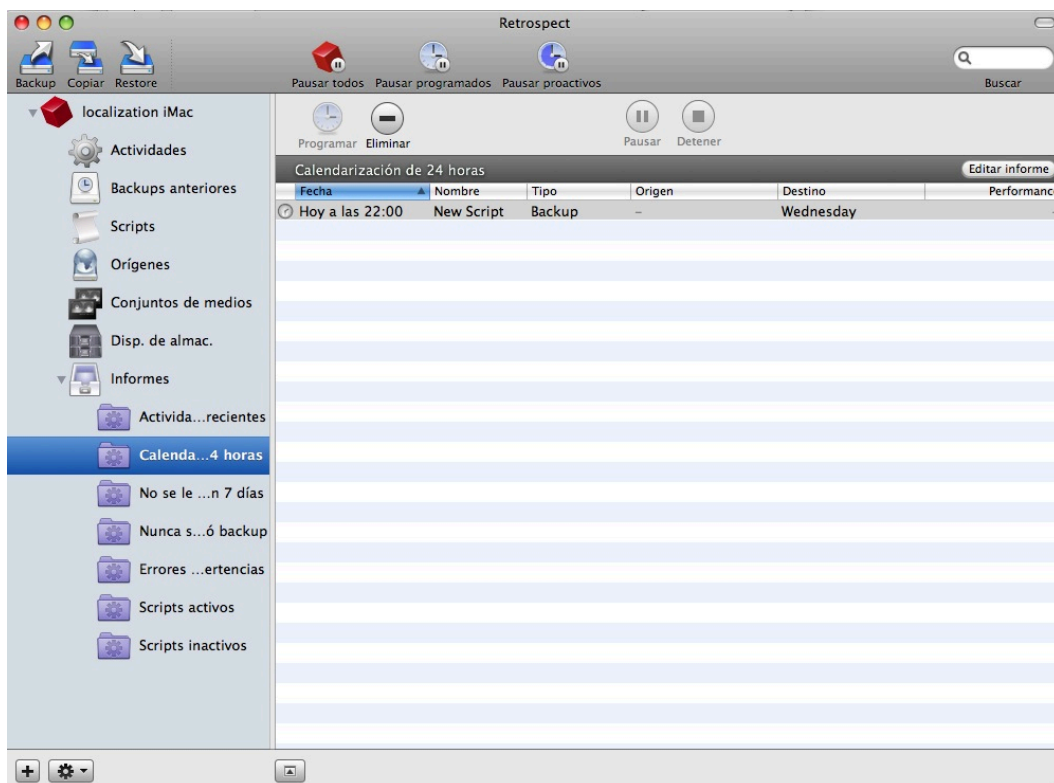 Retrospect
Backup Copiar Restore Pausar todos Pausar programados Pausar proactivos Buscar
localization iMac
Actividades
Backups anteriores
Scripts
Orígenes
Conjuntos de medios
Disp. de almac.
Informes
Activida...recientes
Calenda...4 horas
No se le ...n 7 días
Nunca s...ó backup
Errores ...ertencias
Scripts activos
Scripts inactivos
Programar Eliminar Pausar Detener
Calendarización de 24 horas Editar informe
Fecha Nombre Tipo Origen Destino Performanc
Hoy a las 22:00 New Script Backup – Wednesday